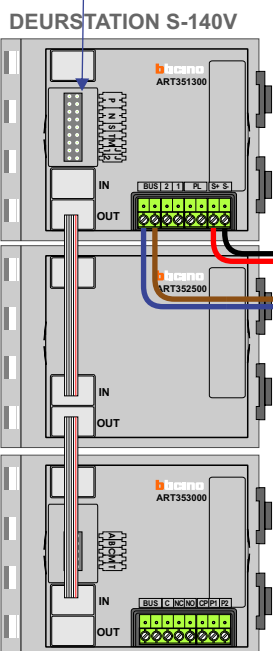 DEURSTATION S-140V
bticino
ART351300
P N S T M J1 J2
IN
OUT
BUS 2 1 PL S+ S-
bticino
ART352500
IN
OUT
bticino
ART353000
A B C M T
IN
OUT
BUS C NC NO CP P1 P2